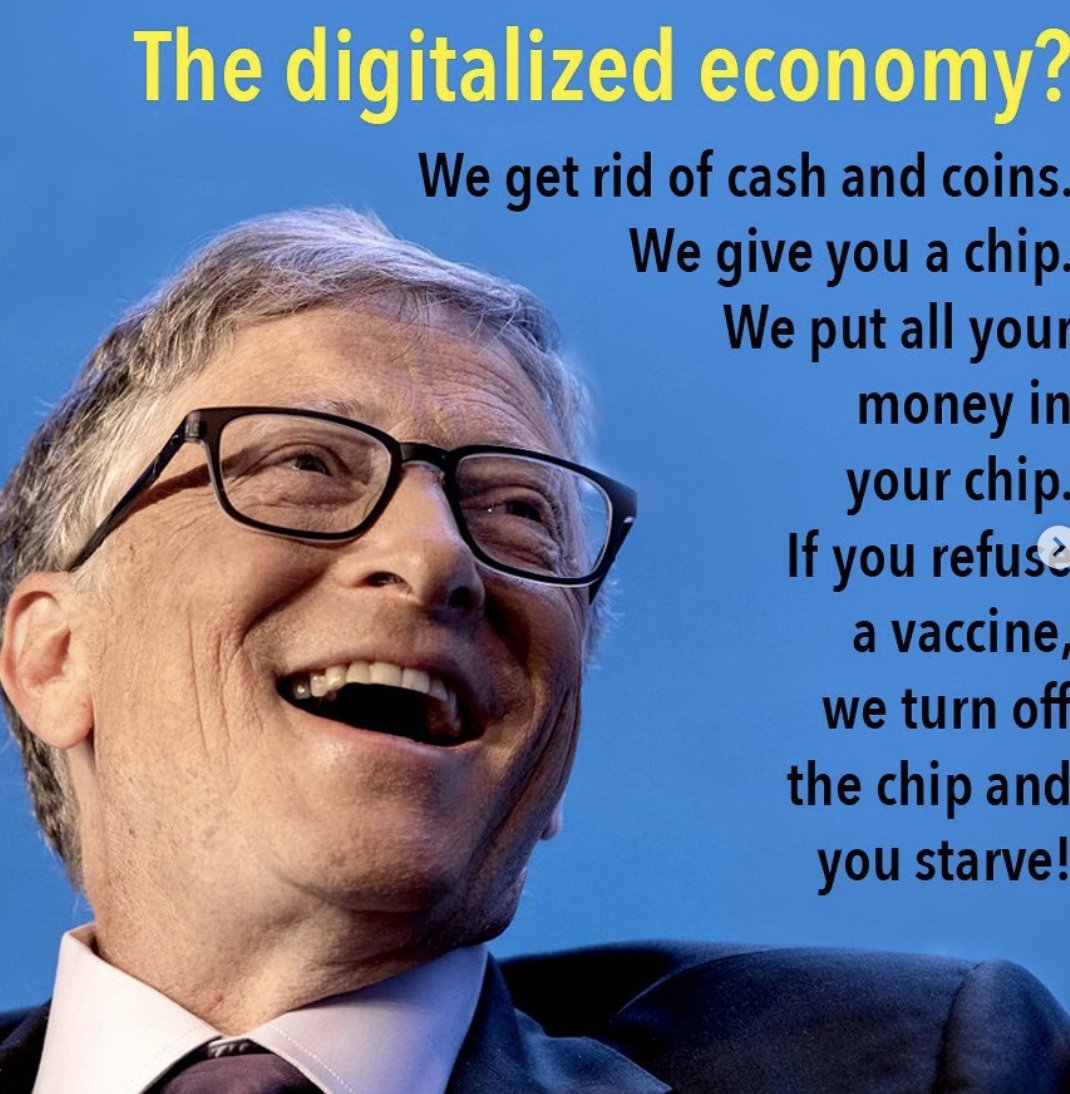 The digitalized economy?
We get rid of cash and coins.
We give you a chip.
We put all your
money in
your chip.
If you refuse
a vaccine,
we turn off
the chip and
you starve!